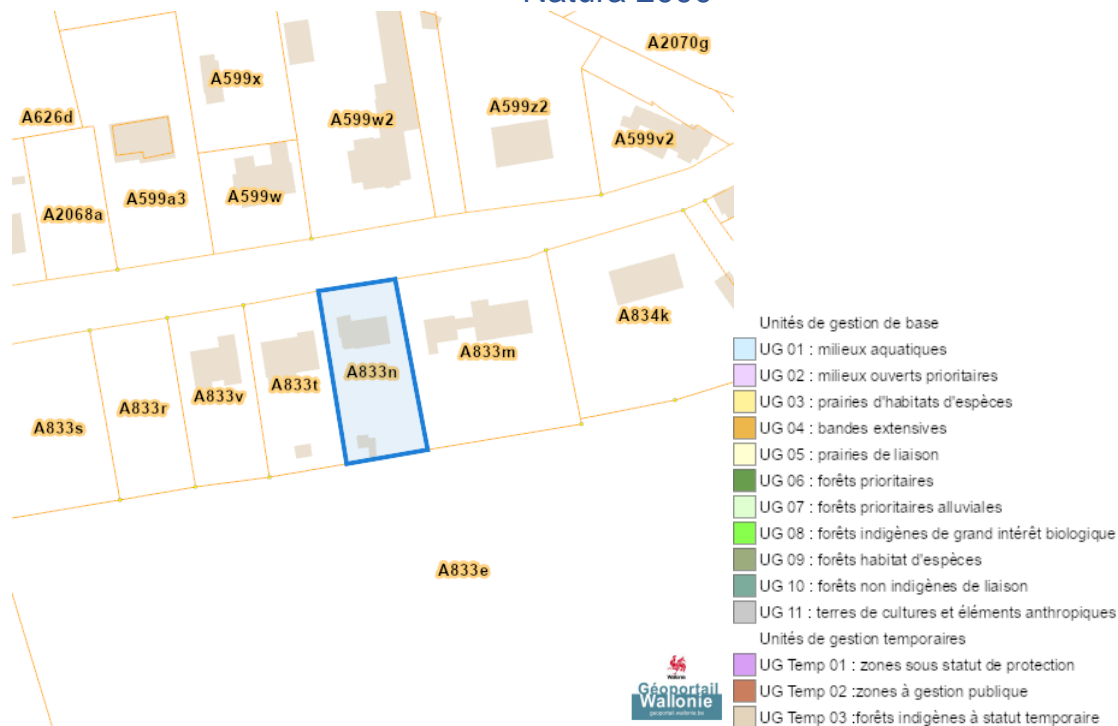 Natura 2000
A2070g
A599x
A626d
A599w2
A599z2
A599v2
A599a3
A599w
A2068a
A834k
A833m
A833n
A833t
A833v
A833r
A833s
A833e
Unités de gestion de base
UG 01 : milieux aquatiques
UG 02 : milieux ouverts prioritaires
UG 03 : prairies d'habitats d'espèces
UG 04 : bandes extensives
UG 05 : prairies de liaison
UG 06 : forêts prioritaires
UG 07 : forêts prioritaires alluviales
UG 08 : forêts indigènes de grand intérêt biologique
UG 09 : forêts habitat d'espèces
UG 10 : forêts non indigènes de liaison
UG 11 : terres de cultures et éléments anthropiques
Unités de gestion temporaires
UG Temp 01 : zones sous statut de protection
UG Temp 02 :zones à gestion publique
UG Temp 03 :forêts indigènes à statut temporaire
Wallonie
Géoportail
Wallonie
geoportail.wallonie.be